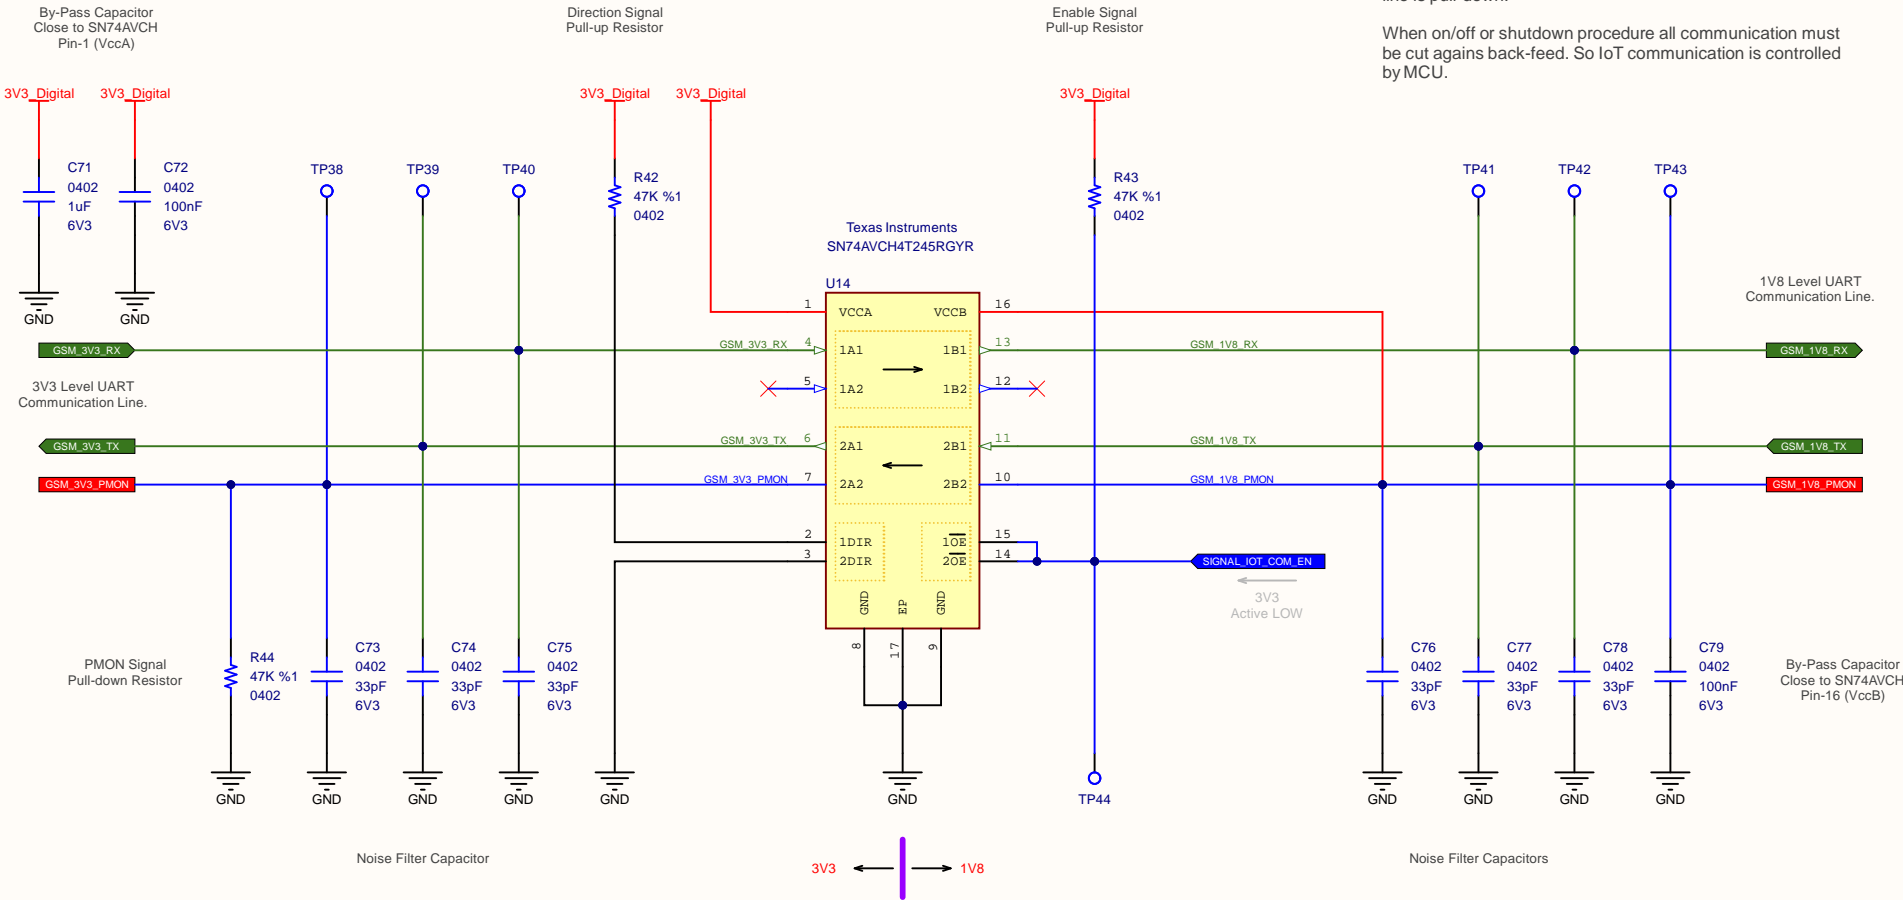 By-Pass Capacitor
Close to SN74AVCH
Pin-1 (VccA)
Direction Signal
Pull-up Resistor
Enable Signal
Pull-up Resistor
line is pull-down.
When on/off or shutdown procedure all communication must
be cut agains back-feed. So IoT communication is controlled
by MCU.
3V3_Digital
3V3_Digital
3V3_Digital
3V3_Digital
3V3_Digital
C71
0402
1uF
6V3
C72
0402
100nF
6V3
TP38
TP39
TP40
R42
47K %1
0402
R43
47K %1
0402
TP41
TP42
TP43
Texas Instruments
SN74AVCH4T245RGYR
U14
GND
GND
1V8 Level UART
Communication Line.
1
VCCA
VCCB
16
GSM_3V3_RX
GSM_3V3_RX
4
1A1
1B1
13
GSM_1V8_RX
GSM_1V8_RX
3V3 Level UART
Communication Line.
5
1A2
1B2
12
GSM_3V3_TX
GSM_3V3_TX
6
2A1
2B1
11
GSM_1V8_TX
GSM_1V8_TX
GSM_3V3_PMON
GSM_3V3_PMON
7
2A2
2B2
10
GSM_1V8_PMON
GSM_1V8_PMON
2
1DIR
1OE
15
3
2DIR
2OE
14
SIGNAL_IOT_COM_EN
3V3
Active LOW
GND
EP
GND
8
17
9
PMON Signal
Pull-down Resistor
R44
47K %1
0402
C73
0402
33pF
6V3
C74
0402
33pF
6V3
C75
0402
33pF
6V3
C76
0402
33pF
6V3
C77
0402
33pF
6V3
C78
0402
33pF
6V3
C79
0402
100nF
6V3
By-Pass Capacitor
Close to SN74AVCH
Pin-16 (VccB)
GND
GND
GND
GND
GND
GND
TP44
GND
GND
GND
GND
Noise Filter Capacitor
Noise Filter Capacitors
3V3
1V8